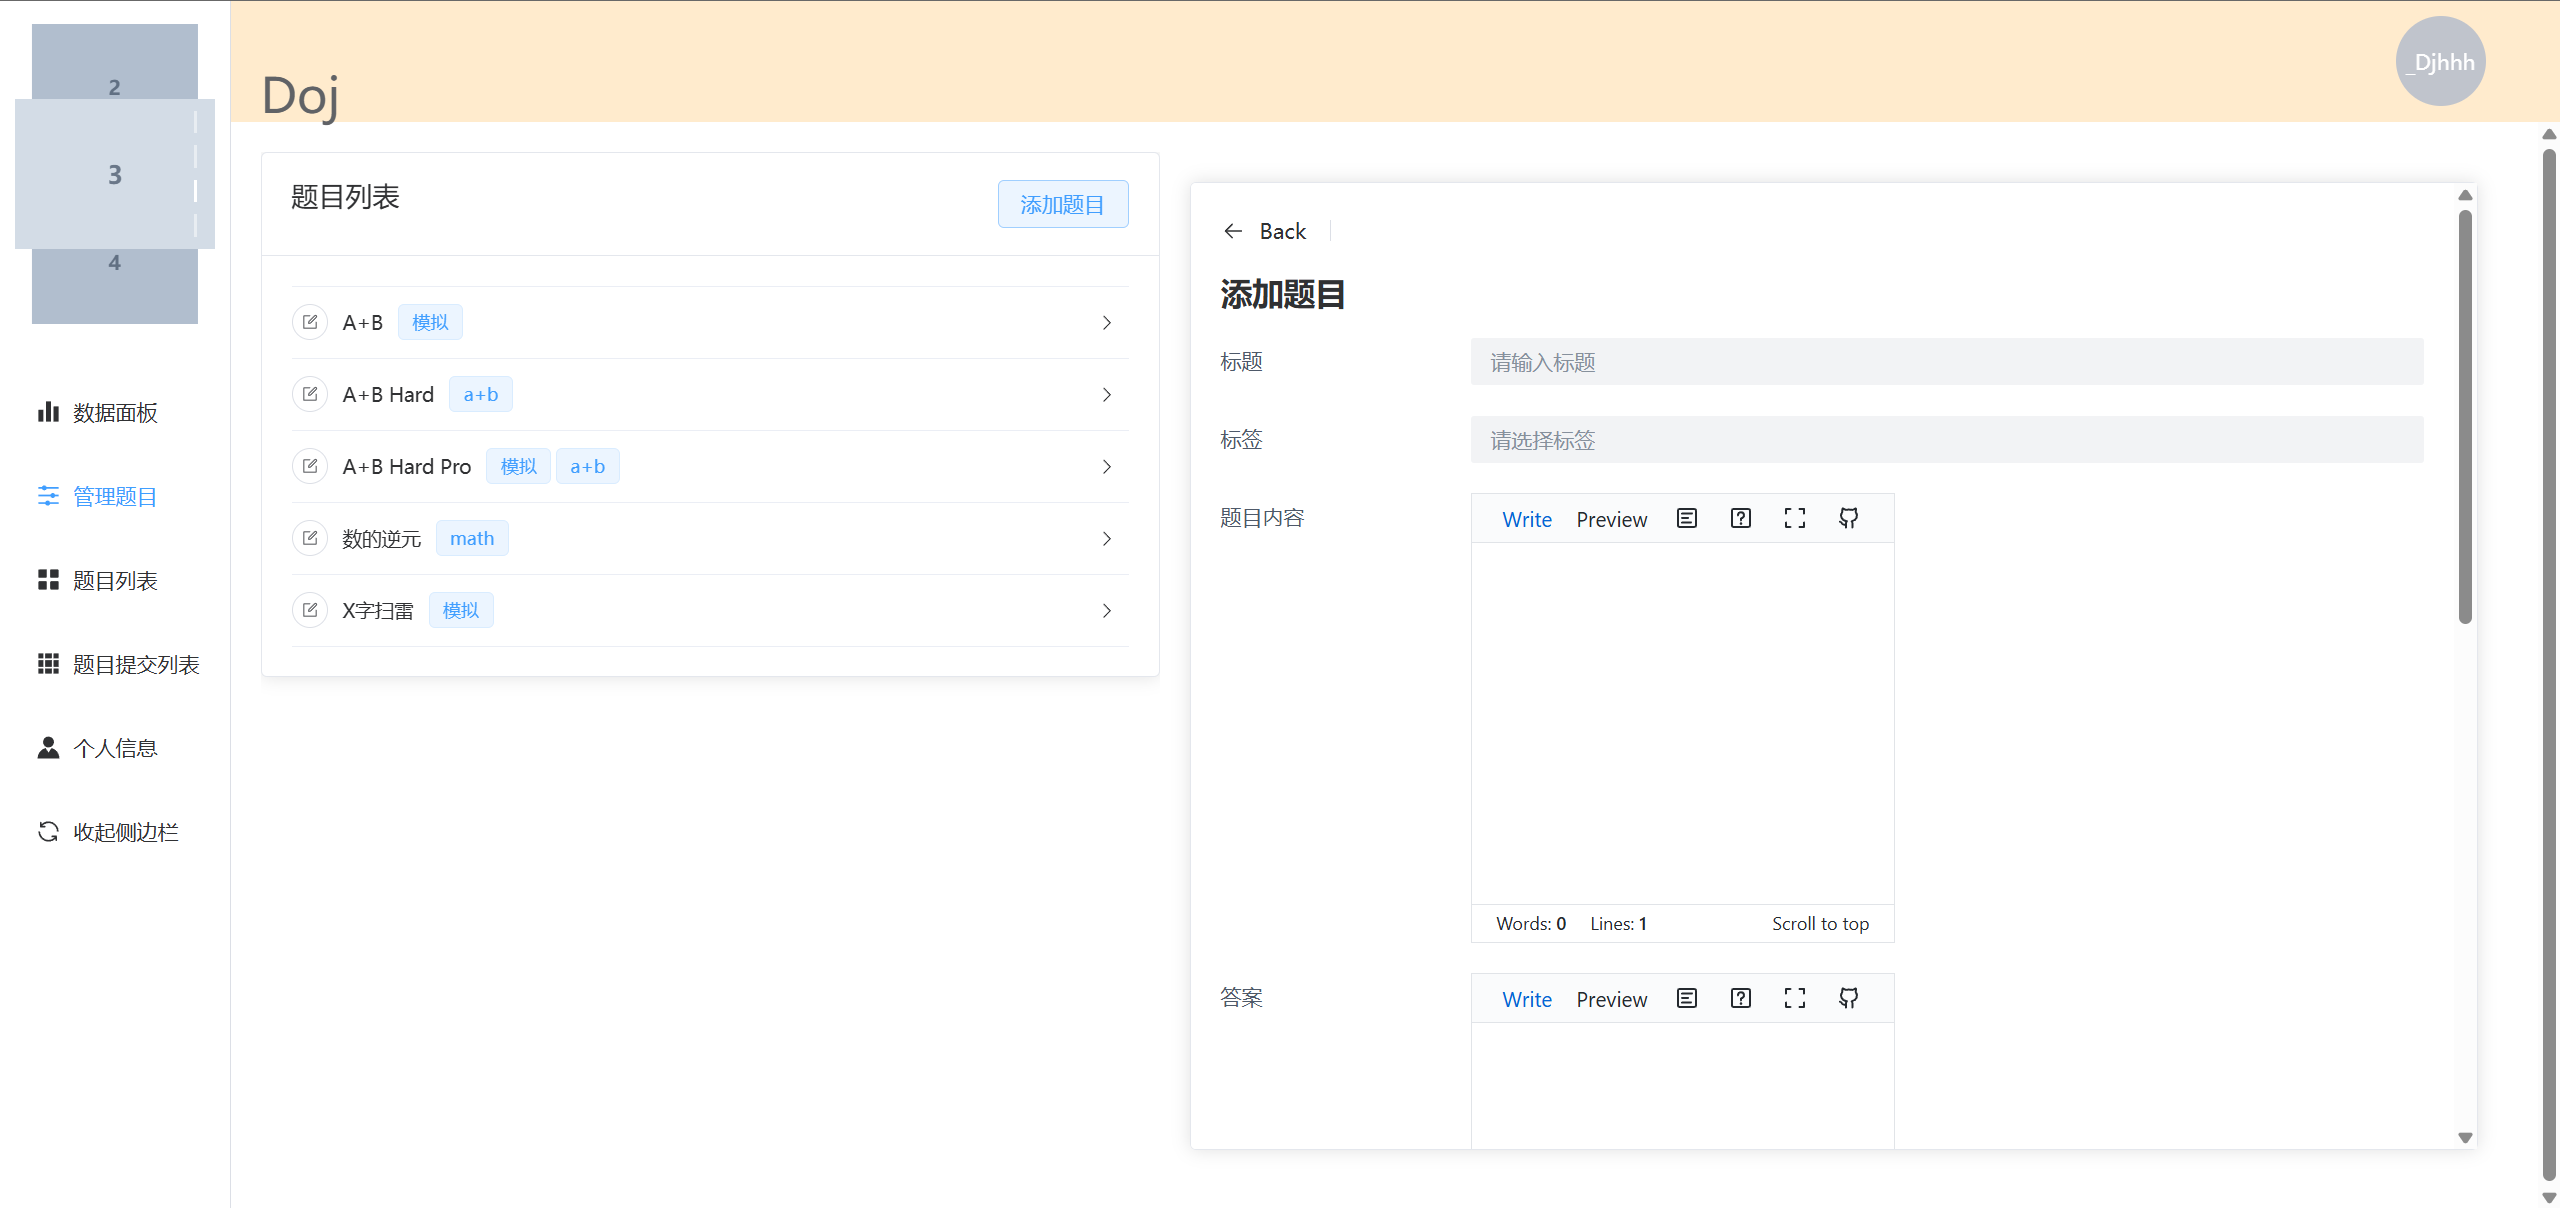 2
3
4
数据面板
管理题目
题目列表
题目提交列表
个人信息
收起侧边栏
Doj
_Djhhh
题目列表
添加题目
A+B 模拟
A+B Hard a+b
A+B Hard Pro 模拟 a+b
数的逆元 math
X字扫雷 模拟
Back
添加题目
标题 请输入标题
标签 请选择标签
题目内容 Write Preview
Words: 0 Lines: 1 Scroll to top
答案 Write Preview